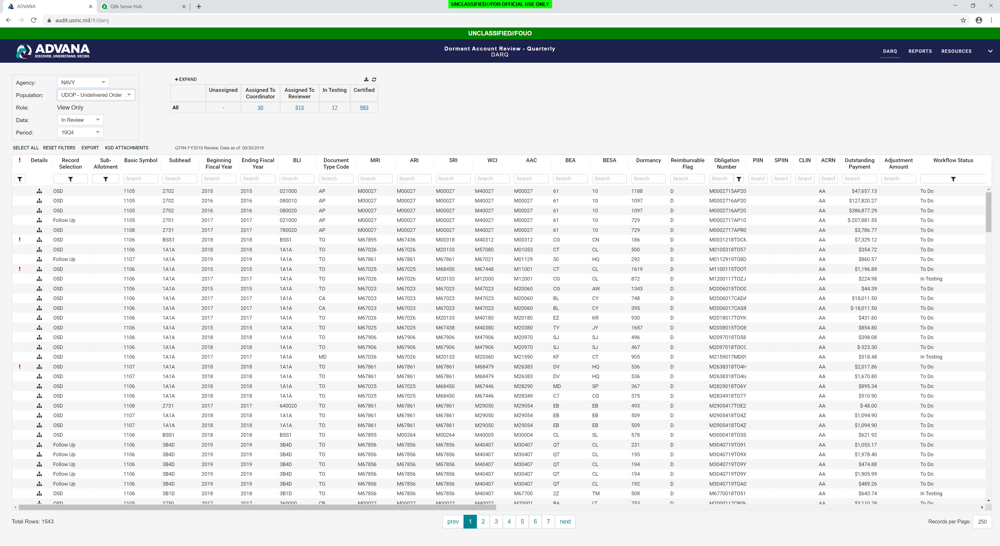 ADVANA
Qlik Sense Hub
UNCLASSIFIED//FOR OFFICIAL USE ONLY
audit.usmc.mil/#/darq
UNCLASSIFIED//FOUO
ADVANA
DISCOVER. UNDERSTAND. DECIDE.
Dormant Account Review - Quarterly
DARQ
DARQ REPORTS RESOURCES
Agency: NAVY
Population: UDOP - Undelivered Order ...
Role: View Only
Data: In Review
Period: 19Q4
+EXPAND
Unassigned Assigned To Coordinator Assigned To Reviewer In Testing Certified
All - 30 513 17 983
SELECT ALL RESET FILTERS EXPORT KSD ATTACHMENTS QTR4 FY2019 Review, Data as of: 09/30/2019
! Details Record Selection Sub-Allotment Basic Symbol Subhead Beginning Fiscal Year Ending Fiscal Year BLI Document Type Code MRI ARI SRI WCI AAC BEA BESA Dormancy Reimbursable Flag Obligation Number PIIN SPIIN CLIN ACRN Outstanding Payment Adjustment Amount Workflow Status
Search Search Search Search Search Search Search Search Search Search Search Search Search Search Search Search Search Search Search Search Search Search
OSD 1105 2702 2015 2015 021000 AP M00027 M00027 M00027 M40027 M00027 61 10 1188 D M0002715AP20 AA $47,657.13 To Do
OSD 1105 2702 2016 2016 080010 AP M00027 M00027 M00027 M40027 M00027 61 10 1097 D M0002716AP20 AA $127,820.27 To Do
OSD 1105 2702 2016 2016 080020 AP M00027 M00027 M00027 M40027 M00027 61 10 1097 D M0002716AP20 AA $386,877.29 To Do
Follow Up 1105 2701 2017 2017 021000 AP M00027 M00027 M00027 M40027 M00027 61 10 729 D M0002717AP10 AA $-207,881.55 To Do
OSD 1108 2731 2017 2017 780020 AP M00027 M00027 M00027 M40027 M00027 61 10 729 D M0002717APR0 AA $3,786.77 To Do
! OSD 1106 BSS1 2018 2018 BSS1 TO M67895 M67436 M00318 M40312 M00312 CG CN 186 D M0031218TOCM AA $7,329.12 To Do
OSD 1106 1A1A 2018 2018 1A1A TO M67026 M67026 M20133 M57080 M01053 CT CL 500 D M0105318TO57 AA $354.72 To Do
Follow Up 1107 1A1A 2019 2019 1A1A TO M67861 M67861 M67861 M67021 M01129 50 HQ 292 D M0112919TO8D AA $860.57 To Do
! OSD 1106 1A1A 2015 2015 1A1A TO M67025 M67025 M68450 M67448 M11001 CT CL 1619 D M1100115TOOT AA $1,196.89 To Do
OSD 1106 1A1A 2017 2017 1A1A TO M67026 M67026 M20133 M12000 M12001 CG CL 872 D M1200117TOZJ AA $224.98 In Testing
OSD 1106 1A1A 2015 2015 1A1A TO M67023 M67023 M67023 M47023 M20060 CG AW 1343 D M2006015TOO0 AA $44.39 To Do
OSD 1106 1A1A 2017 2017 1A1A CA M67023 M67023 M67023 M47023 M20060 BL CY 748 D M2006017CADA AA $18,011.50 To Do
OSD 1106 1A1A 2017 2017 1A1A CA M67023 M67023 M67023 M47023 M20060 BL CY 395 D M2006017CASI AA $-18,011.50 To Do
OSD 1106 1A1A 2017 2017 1A1A TO M67026 M67026 M20133 M40180 M20180 EZ KR 930 D M2018017TOYK AA $431.60 To Do
OSD 1106 1A1A 2015 2015 1A1A TO M67025 M67025 M67438 M40380 M20380 TY JY 1657 D M2038015TOO8 AA $854.80 To Do
OSD 1106 1A1A 2018 2018 1A1A TO M67906 M67906 M67906 M47906 M20970 SJ SJ 496 D M2097018TO58 AA $398.08 To Do
OSD 1106 1A1A 2018 2018 1A1A TO M67906 M67906 M67906 M47906 M20970 SJ SJ 467 D M2097018TOCC AA $-323.30 To Do
OSD 1106 1A1A 2017 2017 1A1A MD M67026 M67026 M20133 M20360 M21590 KF CT 905 D M2159017MD09 AA $518.48 In Testing
! OSD 1107 1A1A 2018 2018 1A1A TO M67861 M67861 M67861 M68479 M26383 DV HQ 536 D M2638318TO4H AA $2,017.86 To Do
OSD 1107 1A1A 2018 2018 1A1A TO M67861 M67861 M67861 M68479 M26383 DV HQ 536 D M2638318TO4IA AA $1,670.80 To Do
OSD 1106 1A1A 2018 2018 1A1A TO M67025 M67025 M68450 M67446 M28290 MD SP 367 D M2829018TO6Y AA $895.34 To Do
OSD 1106 1A1A 2018 2018 1A1A TO M67025 M67025 M68450 M67446 M28349 C7 CG 375 D M2834918TO77 AA $510.90 To Do
OSD 1108 2731 2017 2017 640020 TO M67861 M67861 M67861 M29050 M29054 EB EB 493 D M2905417TOE2 AA $-48.00 To Do
OSD 1107 1A1A 2018 2018 1A1A TO M67861 M67861 M67861 M29050 M29054 EB EB 509 D M2905418TO4Z AA $1,094.90 To Do
OSD 1107 1A1A 2018 2018 1A1A TO M67861 M67861 M67861 M29050 M29054 EB EB 509 D M2905418TO4Z AA $1,094.90 To Do
OSD 1106 BSS1 2018 2018 BSS1 TO M67895 M00264 M00264 M40005 M30004 CL SL 578 D M3000418TO3S AA $621.92 To Do
Follow Up 1106 3B4D 2019 2019 3B4D TO M67856 M67856 M67856 M40407 M30407 QT CL 231 D M3040719TO91 AA $1,053.17 To Do
Follow Up 1106 3B4D 2019 2019 3B4D TO M67856 M67856 M67856 M40407 M30407 QT CL 195 D M3040719TO9X AA $1,978.40 To Do
Follow Up 1106 3B4D 2019 2019 3B4D TO M67856 M67856 M67856 M40407 M30407 QT CL 194 D M3040719TO9Y AA $474.88 To Do
Follow Up 1106 3B4D 2019 2019 3B4D TO M67856 M67856 M67856 M40407 M30407 QT CL 194 D M3040719TO9Y AA $1,905.99 To Do
Follow Up 1106 3B4D 2019 2019 3B4D TO M67856 M67856 M67856 M40407 M30407 QT CL 192 D M3040719TOA0 AA $489.26 To Do
OSD 1106 3B1D 2018 2018 3B1D TO M67856 M67856 M67856 M40407 M67700 2Z TM 508 D M6770018TO51 AA $643.74 In Testing
OSD 1105 2750 2017 2017 360000 CB M00027 M00027 M00027 M40027 M70001 BA LT 753 D M7000117CB0M AA $3,110.78 To Do
Total Rows: 1543 prev 1 2 3 4 5 6 7 next Records per Page: 250